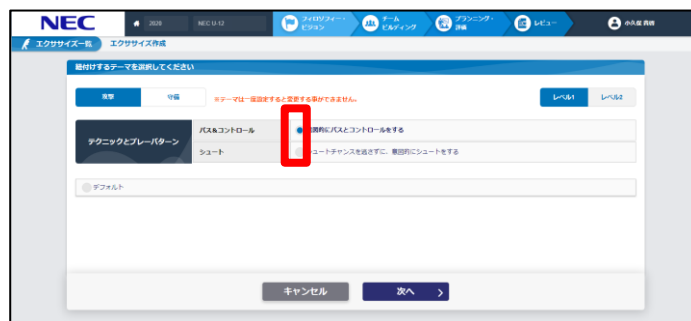 NEC
2020
NEC U-12
フィロソフィー・
ビジョン
チーム
ビルディング
プランニング・
評価
レビュー
エクササイズ一覧
エクササイズ作成
紐付けするテーマを選択してください
攻撃
守備
※テーマは一度設定すると変更する事ができません。
レベル1
レベル2
テクニックとプレーパターン
パス&コントロール
意図的にパスとコントロールをする
シュート
シュートチャンスを逃さずに、意図的にシュートをする
デフォルト
キャンセル
次へ